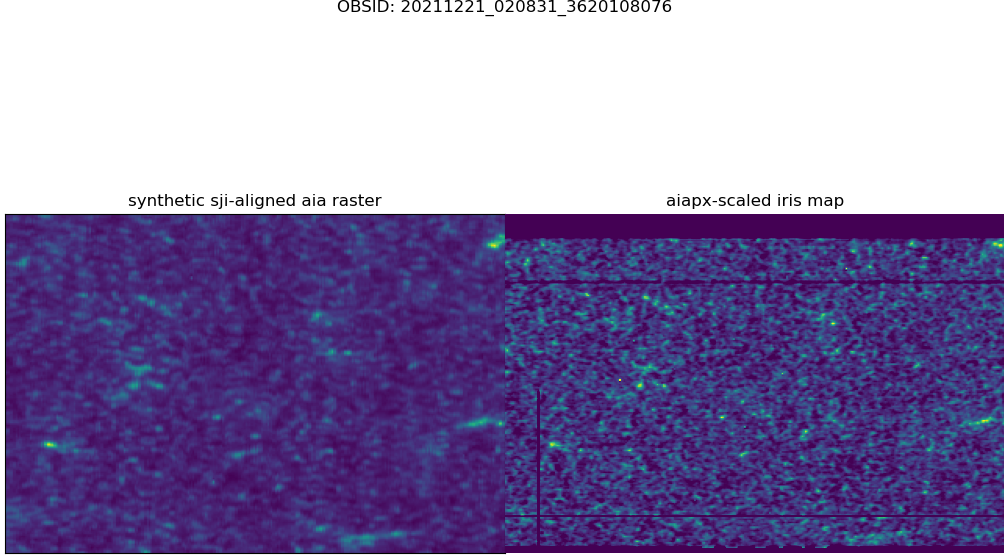 OBSID: 20211221_020831_3620108076
synthetic sji-aligned aia raster
aiapx-scaled iris map